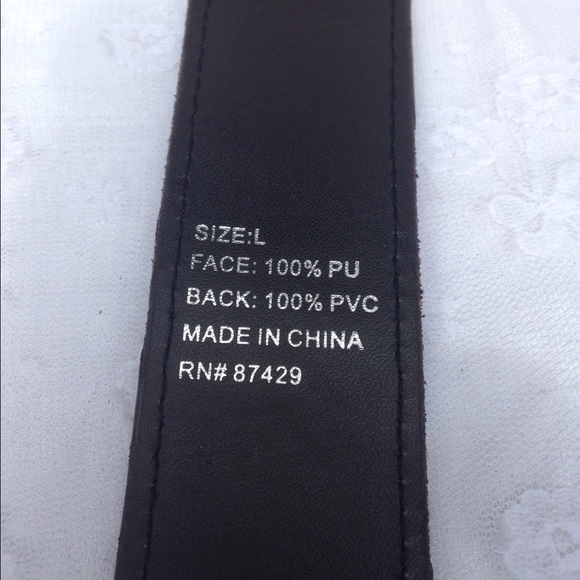 SIZE:L
FACE: 100% PU
BACK: 100% PVC
MADE IN CHINA
RN# 87429